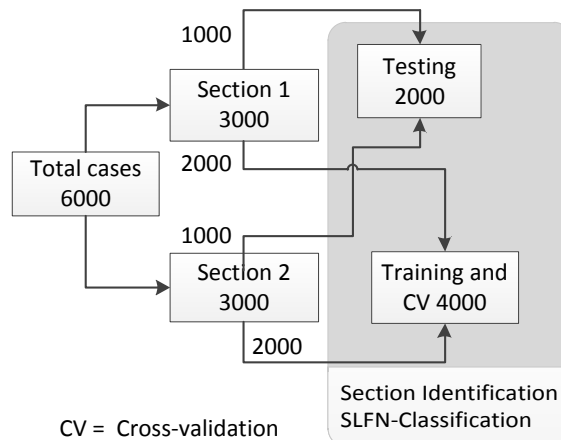 1000
Testing
2000
Section 1
3000
2000
Total cases
6000
1000
Section 2
3000
Training and
CV 4000
2000
Section Identification
SLFN-Classification
CV = Cross-validation